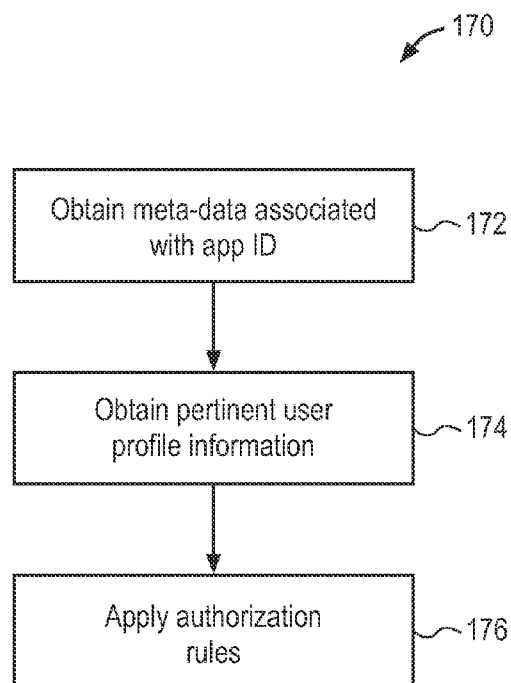 170
Obtain meta-data associated
with app ID
172
Obtain pertinent user
profile information
174
Apply authorization
rules
176